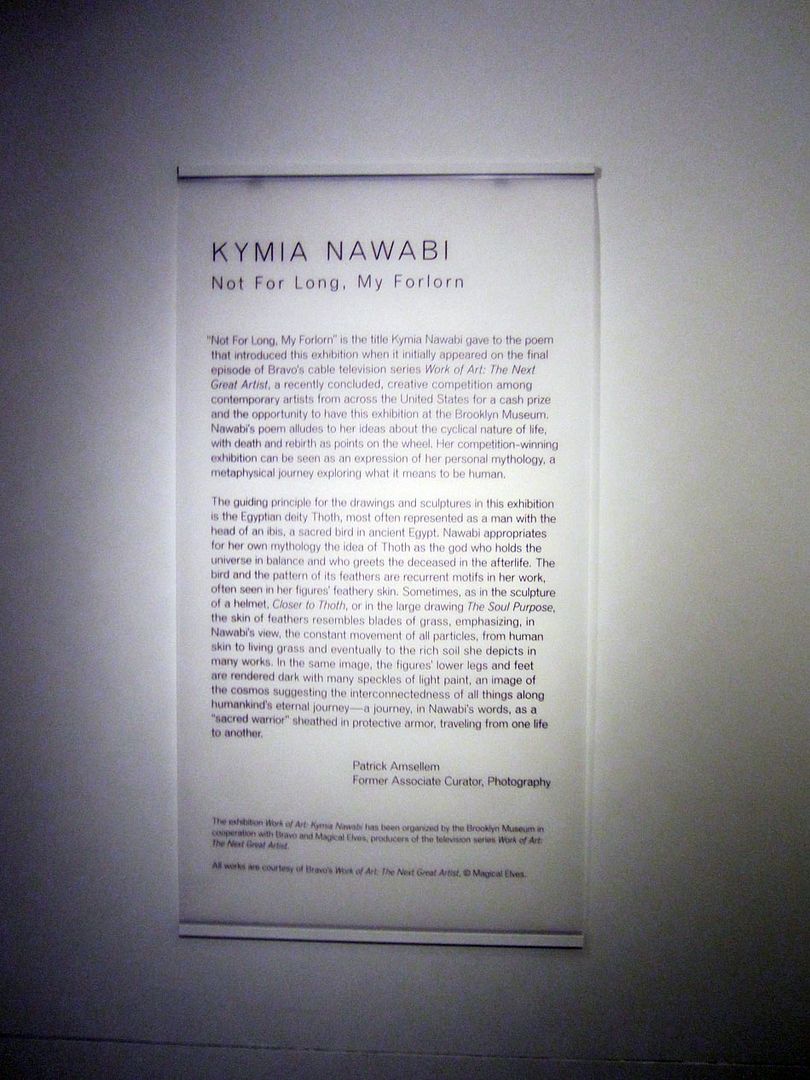 KYMIA NAWABI
Not For Long, My Forlorn
"Not For Long, My Forlorn" is the title Kymia Nawabi gave to the poem
that introduced this exhibition when it initially appeared on the final
episode of Bravo's cable television series Work of Art: The Next
Great Artist, a recently concluded, creative competition among
contemporary artists from across the United States for a cash prize
and the opportunity to have this exhibition at the Brooklyn Museum.
Nawabi's poem alludes to her ideas about the cyclical nature of life,
with death and rebirth as points on the wheel. Her competition-winning
exhibition can be seen as an expression of her personal mythology, a
metaphysical journey exploring what it means to be human.
The guiding principle for the drawings and sculptures in this exhibition
is the Egyptian deity Thoth, most often represented as a man with the
head of an ibis, a sacred bird in ancient Egypt. Nawabi appropriates
for her own mythology the idea of Thoth as the god who holds the
universe in balance and who greets the deceased in the afterlife. The
bird and the pattern of its feathers are recurrent motifs in her work,
often seen in her figures' feathery skin. Sometimes, as in the sculpture
of a helmet, Closer to Thoth, or in the large drawing The Soul Purpose,
the skin of feathers resembles blades of grass, emphasizing, in
Nawabi's view, the constant movement of all particles, from human
skin to living grass and eventually to the rich soil she depicts in
many works. In the same image, the figures' lower legs and feet
are rendered dark with many speckles of light paint, an image of
the cosmos suggesting the interconnectedness of all things along
humankind's eternal journey—a journey, in Nawabi's words, as a
"sacred warrior" sheathed in protective armor, traveling from one life
to another.
Patrick Amsellem
Former Associate Curator, Photography
The exhibition Work of Art: Kymia Nawabi has been organized by the Brooklyn Museum in
cooperation with Bravo and Magical Elves, producers of the television series Work of Art:
The Next Great Artist.
All works are courtesy of Bravo's Work of Art: The Next Great Artist, © Magical Elves.